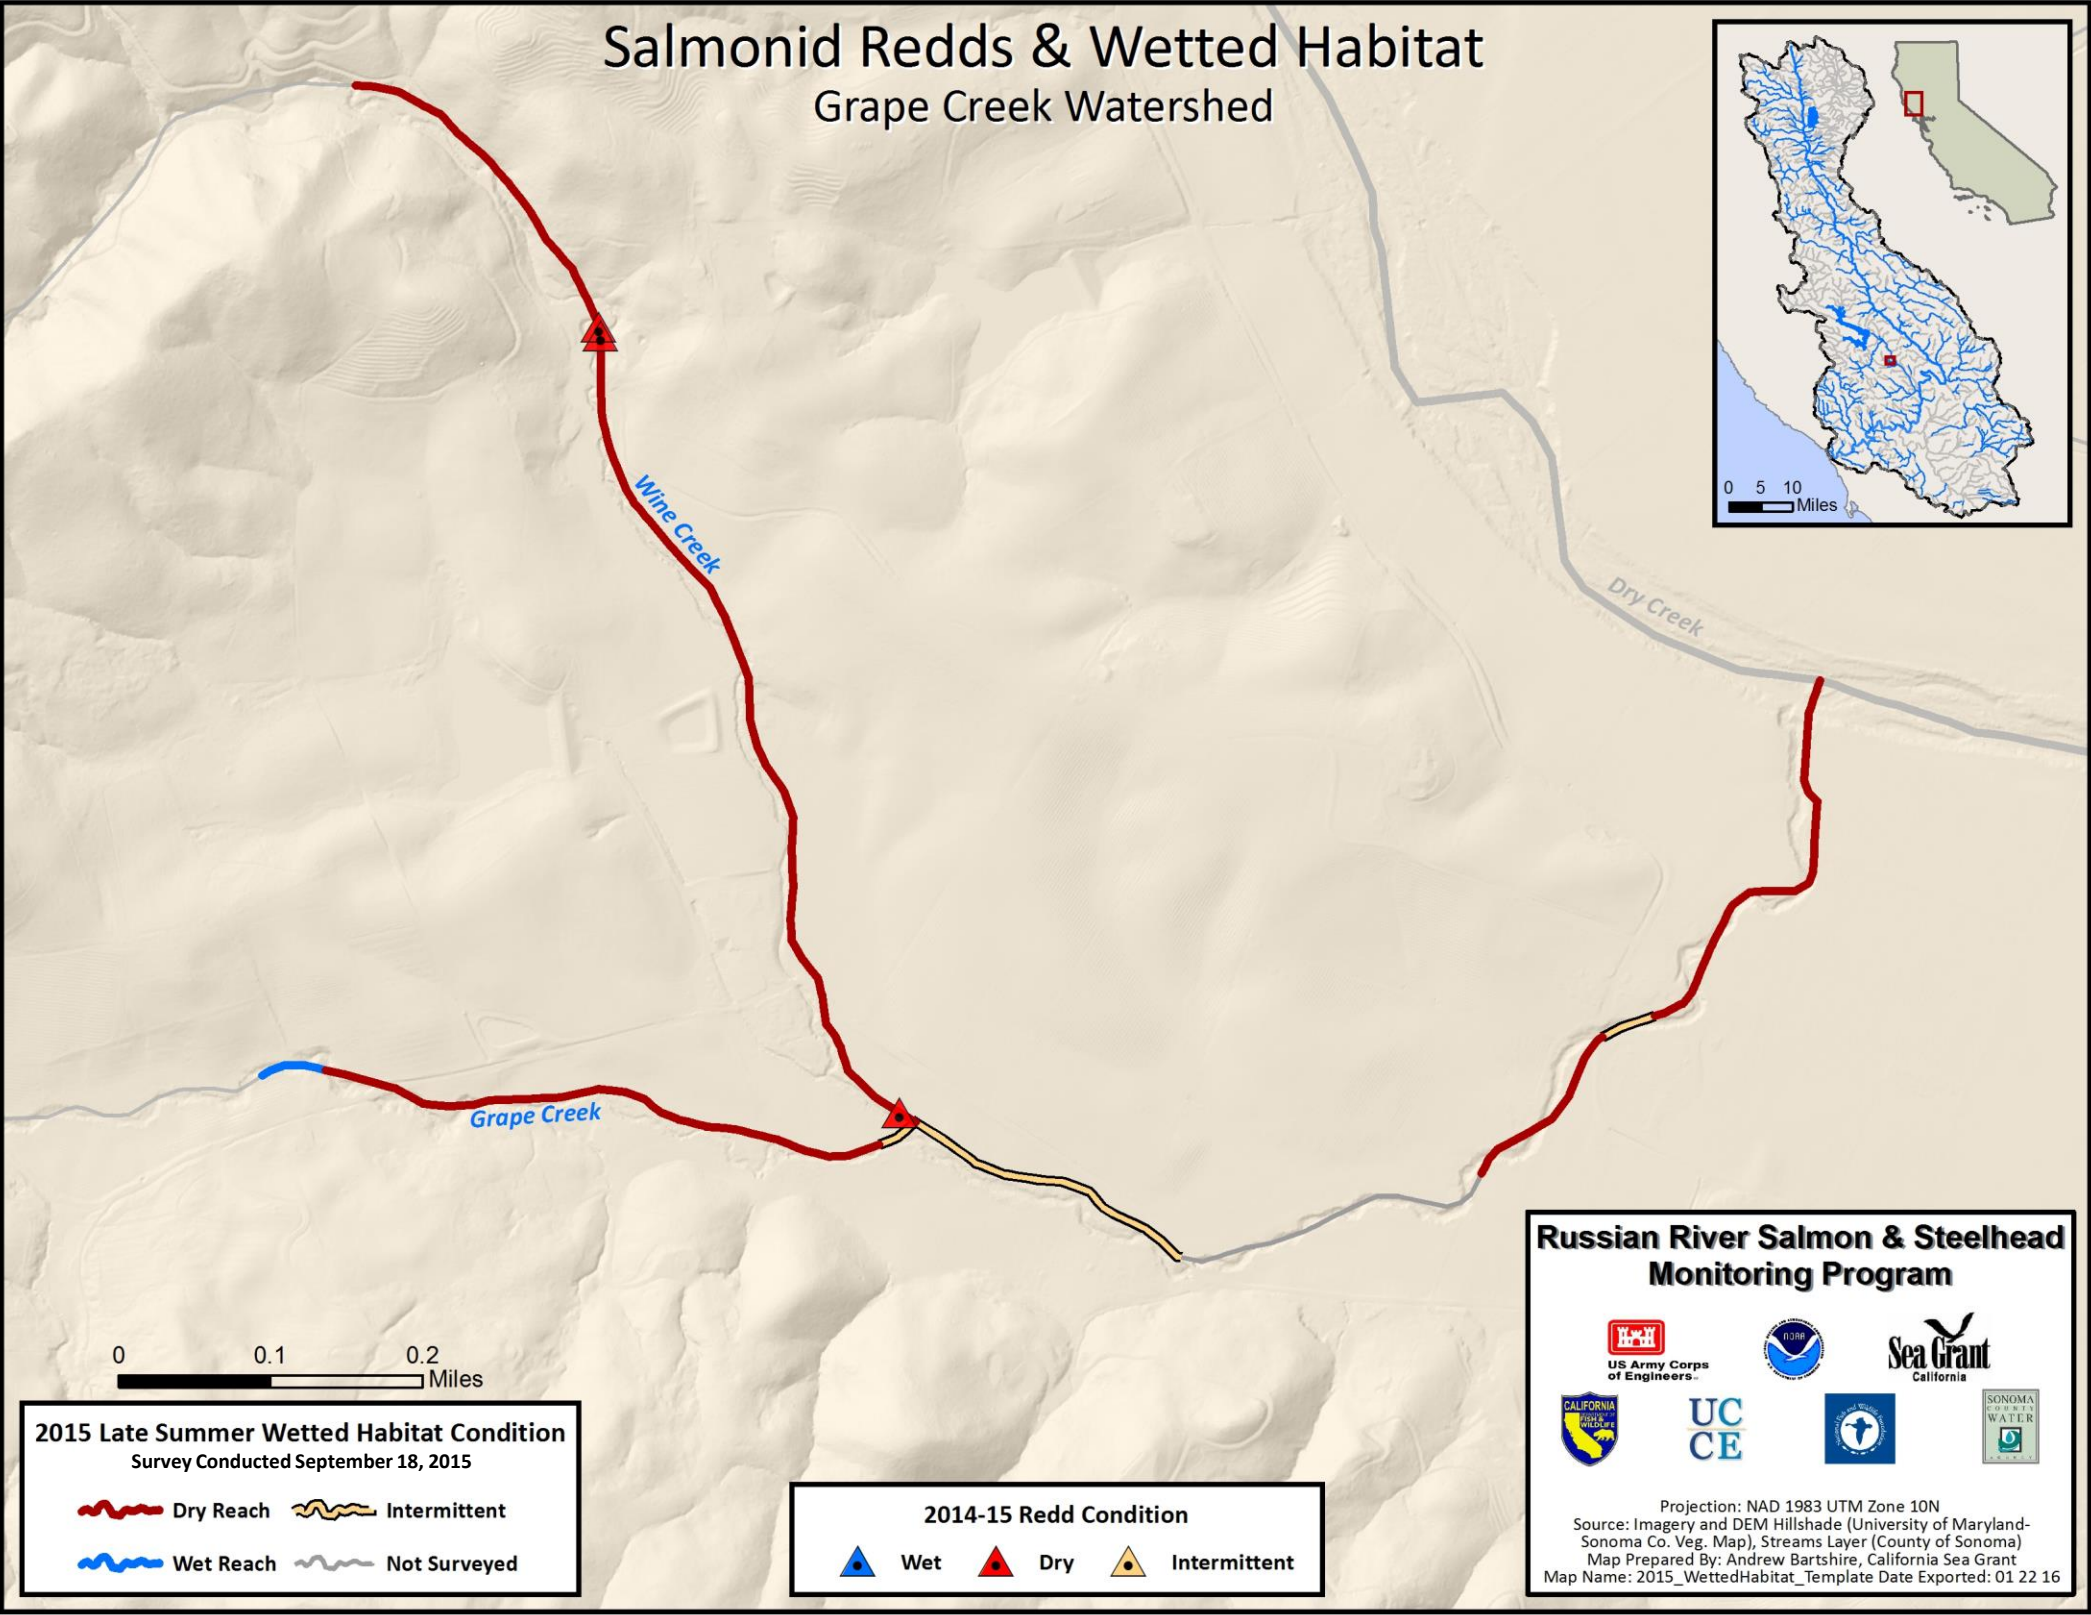 Salmonid Redds & Wetted Habitat
Grape Creek Watershed
0 5 10
Miles
Wine Creek
Dry Creek
Grape Creek
0 0.1 0.2
Miles
2015 Late Summer Wetted Habitat Condition
Survey Conducted September 18, 2015
Dry Reach Intermittent
Wet Reach Not Surveyed
2014-15 Redd Condition
Wet Dry Intermittent
Russian River Salmon & Steelhead
Monitoring Program
US Army Corps
of Engineers
NOAA
Sea Grant
California
CALIFORNIA
FISH &
WILDLIFE
UC
CE
SONOMA
COUNTY
WATER
Projection: NAD 1983 UTM Zone 10N
Source: Imagery and DEM Hillshade (University of Maryland-
Sonoma Co. Veg. Map), Streams Layer (County of Sonoma)
Map Prepared By: Andrew Bartshire, California Sea Grant
Map Name: 2015_WettedHabitat_Template Date Exported: 01 22 16